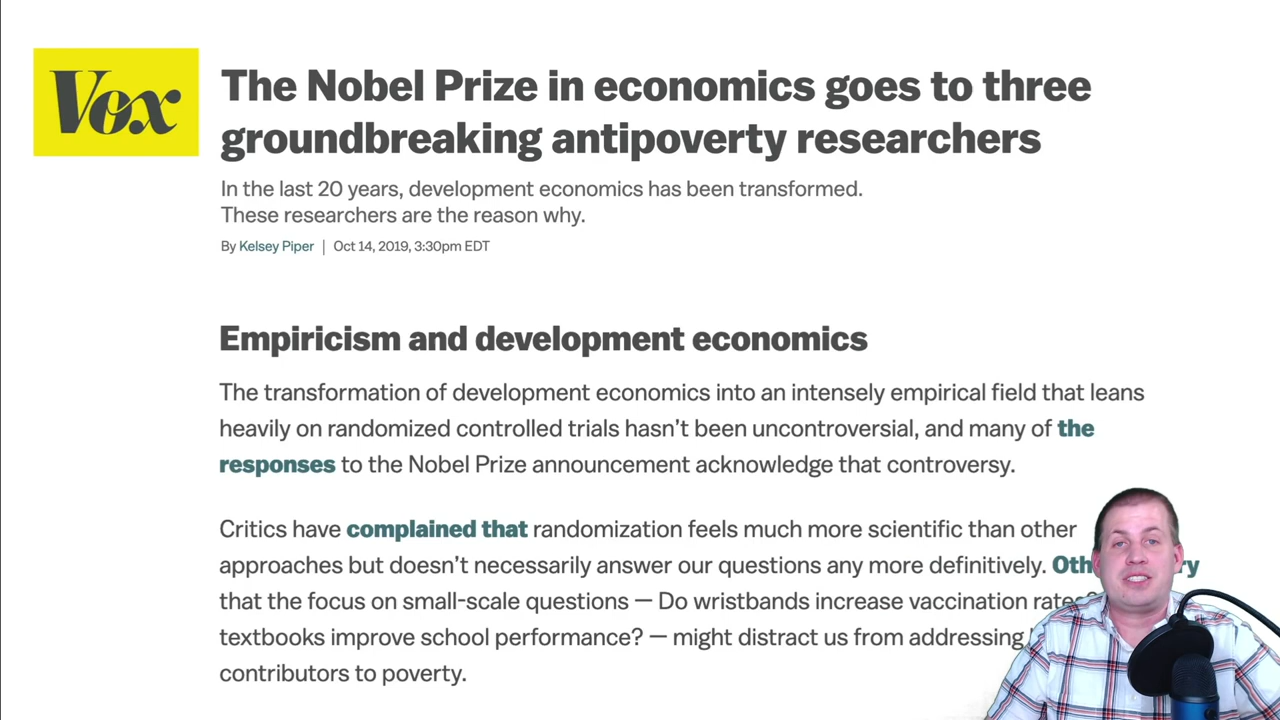 Vox
The Nobel Prize in economics goes to three
groundbreaking antipoverty researchers
In the last 20 years, development economics has been transformed.
These researchers are the reason why.
By Kelsey Piper | Oct 14, 2019, 3:30pm EDT
Empiricism and development economics
The transformation of development economics into an intensely empirical field that leans
heavily on randomized controlled trials hasn’t been uncontroversial, and many of the
responses to the Nobel Prize announcement acknowledge that controversy.
Critics have complained that randomization feels much more scientific than other
approaches but doesn’t necessarily answer our questions any more definitively.
that the focus on small-scale questions — Do wristbands increase vaccination rates?
textbooks improve school performance? — might distract us from addressing
contributors to poverty.